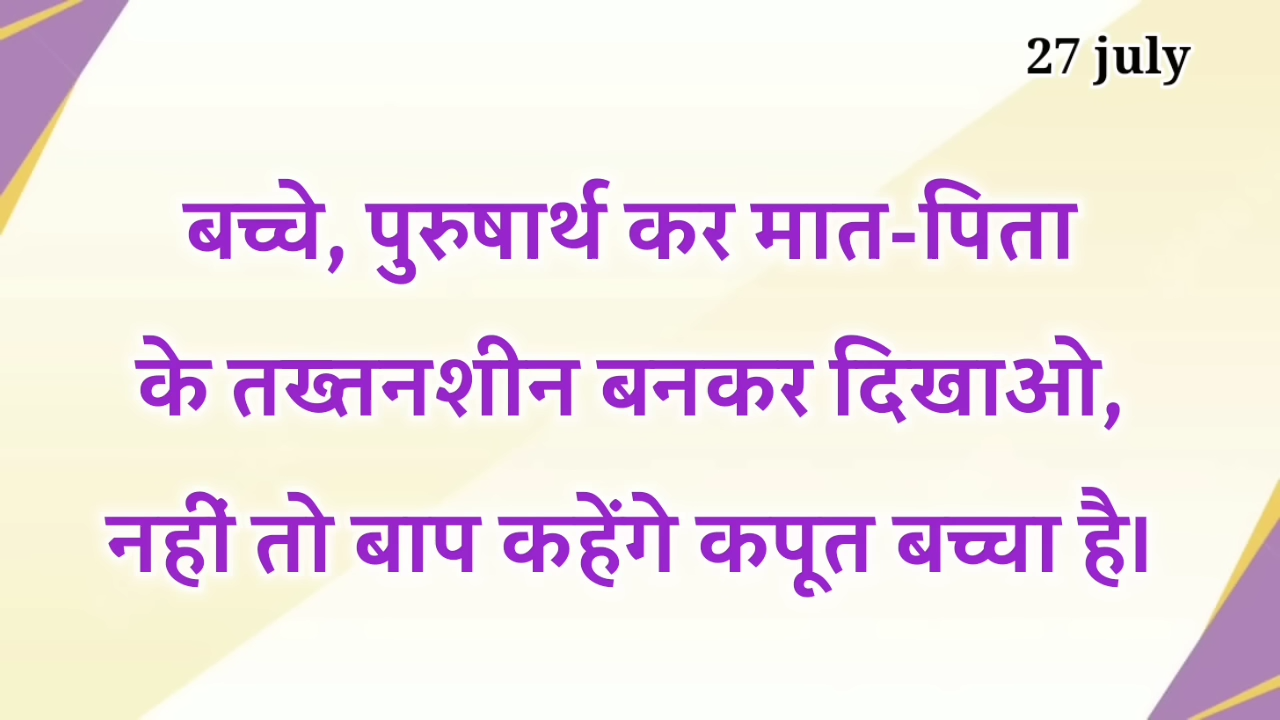 27 july
बच्चे, पुरुषार्थ कर मात-पिता
के तख्तनशीन बनकर दिखाओ,
नहीं तो बाप कहेंगे कपूत बच्चा है।